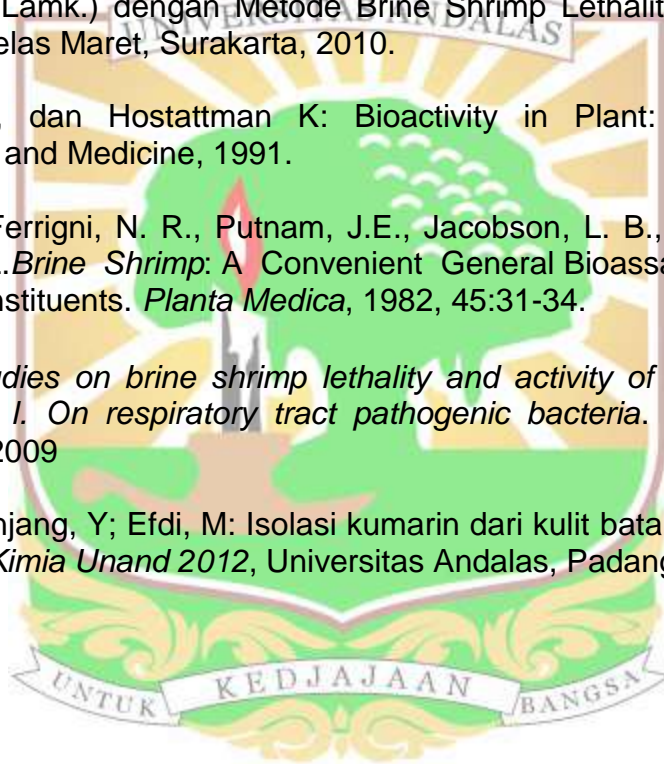 Lamk.) dengan Metode Brine Shrimp Lethalit
UNIVERSITAS ANDALAS
elas Maret, Surakarta, 2010.
, dan Hostattman K: Bioactivity in Plant:
and Medicine, 1991.
Ferrigni, N. R., Putnam, J.E., Jacobson, L. B.,
.Brine Shrimp: A Convenient General Bioassa
nstituents. Planta Medica, 1982, 45:31-34.
dies on brine shrimp lethality and activity of
I. On respiratory tract pathogenic bacteria.
2009
njang, Y; Efdi, M: Isolasi kumarin dari kulit bata
Kimia Unand 2012, Universitas Andalas, Padang
UNTUK KEDJAJAAN BANGSA